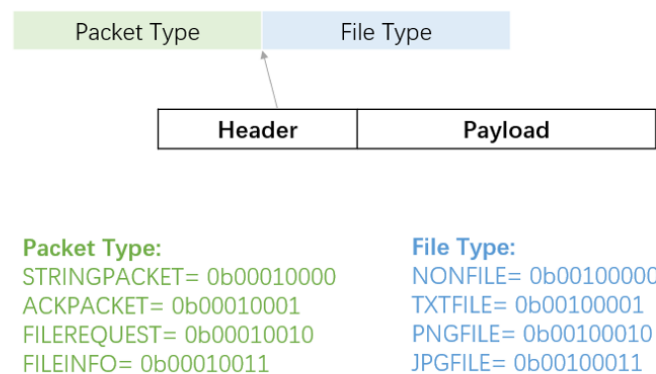 Packet Type File Type
Header Payload
Packet Type: File Type:
STRINGPACKET= 0b00010000 NONFILE= 0b00100000
ACKPACKET= 0b00010001 TXTFILE= 0b00100001
FILEREQUEST= 0b00010010 PNGFILE= 0b00100010
FILEINFO= 0b00010011 JPGFILE= 0b00100011